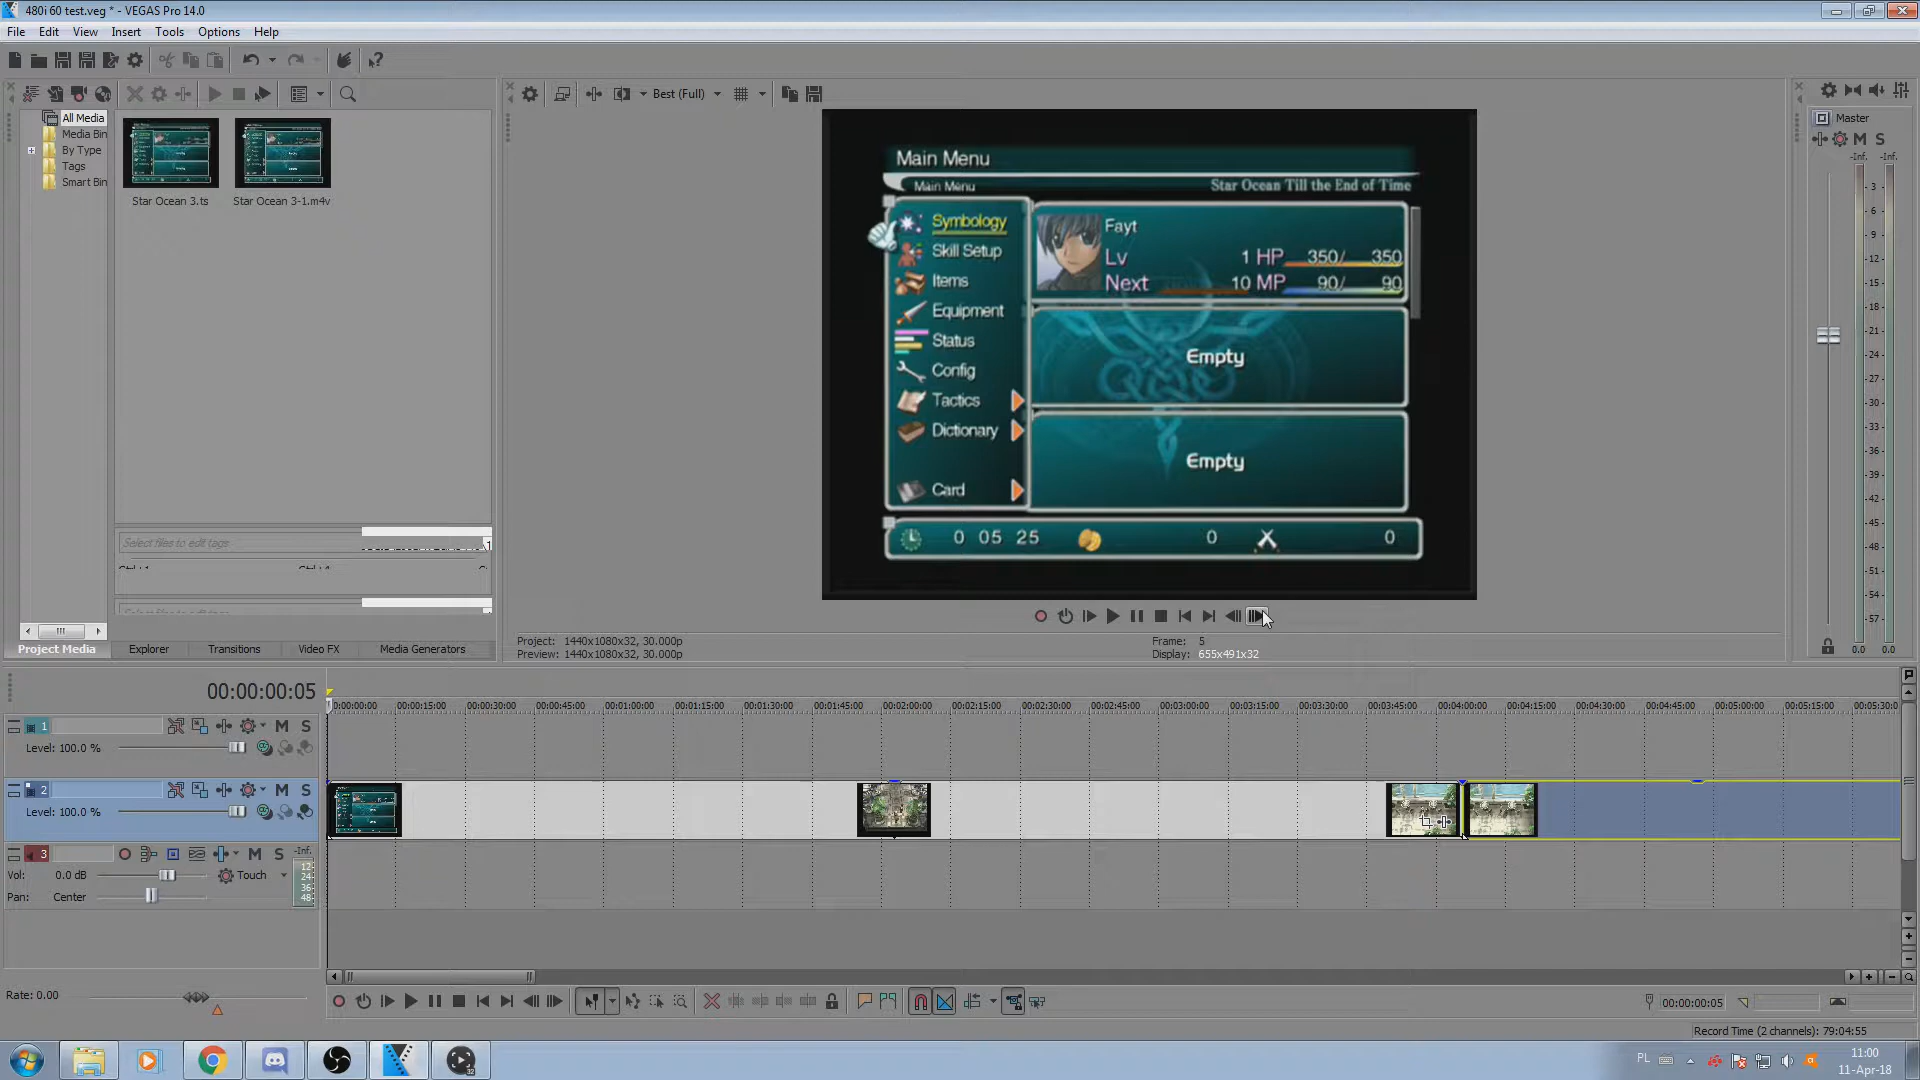 480i 60 test.veg * - VEGAS Pro 14.0
File Edit View Insert Tools Options Help
Best (Full)
All Media
Media Bin
By Type
Tags
Smart Bin
Star Ocean 3.ts
Star Ocean 3-1.m4v
Select files to edit tags
Project Media Explorer Transitions Video FX Media Generators
Main Menu
Main Menu
Star Ocean Till the End of Time
Symbology
Skill Setup
Items
Equipment
Status
Config
Tactics
Dictionary
Card
Fayt
Lv 1 HP 350/ 350
Next 10 MP 90/ 90
Empty
Empty
0 05 25 0 0
Project: 1440x1080x32, 30.000p
Preview: 1440x1080x32, 30.000p
Frame: 5
Display: 655x491x32
Master
M S
-Inf. -Inf.
- 3 -
- 6 -
- 9 -
- 12 -
- 15 -
- 18 -
- 21 -
- 24 -
- 27 -
- 30 -
- 33 -
- 36 -
- 39 -
- 42 -
- 45 -
- 48 -
- 51 -
- 54 -
- 57 -
0.0 0.0
00:00:00:05
0:00:00:00 00:00:15:00 00:00:30:00 00:00:45:00 00:01:00:00 00:01:15:00 00:01:30:00 00:01:45:00 00:02:00:00 00:02:15:00 00:02:30:00 00:02:45:00 00:03:00:00 00:03:15:00 00:03:30:00 00:03:45:00 00:04:00:00 00:04:15:00 00:04:30:00 00:04:45:00 00:05:00:00 00:05:15:00 00:05:30:0
1 M S
Level: 100.0 %
2 M S
Level: 100.0 %
3 M S -Inf.
Vol: 0.0 dB Touch
Pan: Center
12
24
36
48
Rate: 0.00
00:00:00:05
Record Time (2 channels): 79:04:55
PL
11:00
11-Apr-18
32